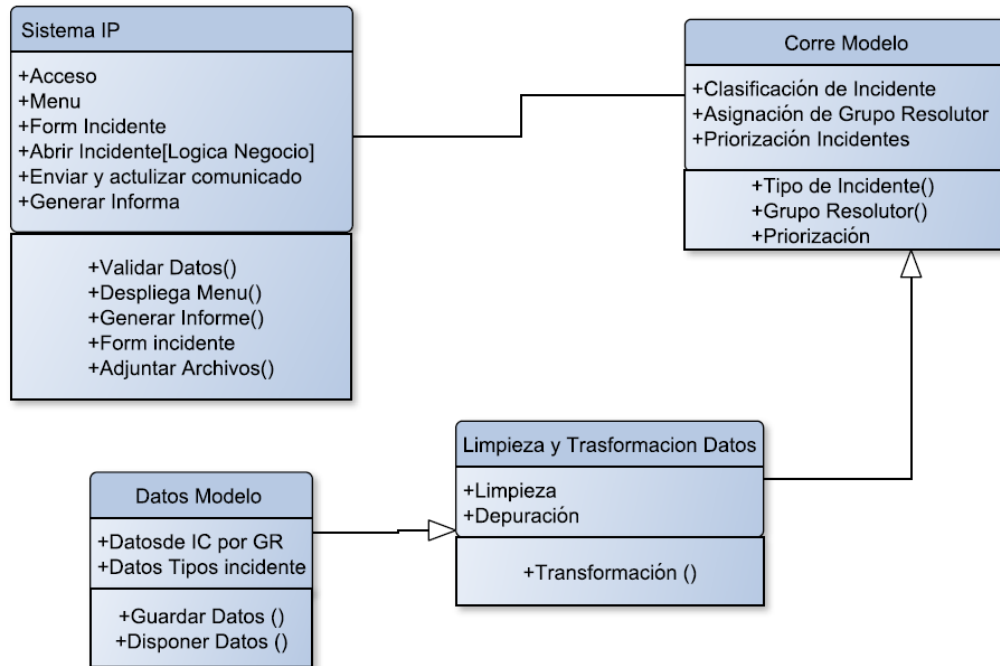 Sistema IP
+Acceso
+Menu
+Form Incidente
+Abrir Incidente[Logica Negocio]
+Enviar y actulizar comunicado
+Generar Informa
+Validar Datos()
+Despliega Menu()
+Generar Informe()
+Form incidente
+Adjuntar Archivos()
Corre Modelo
+Clasificación de Incidente
+Asignación de Grupo Resolutor
+Priorización Incidentes
+Tipo de Incidente()
+Grupo Resolutor()
+Priorización
Limpieza y Trasformacion Datos
+Limpieza
+Depuración
+Transformación ()
Datos Modelo
+Datosde IC por GR
+Datos Tipos incidente
+Guardar Datos ()
+Disponer Datos ()